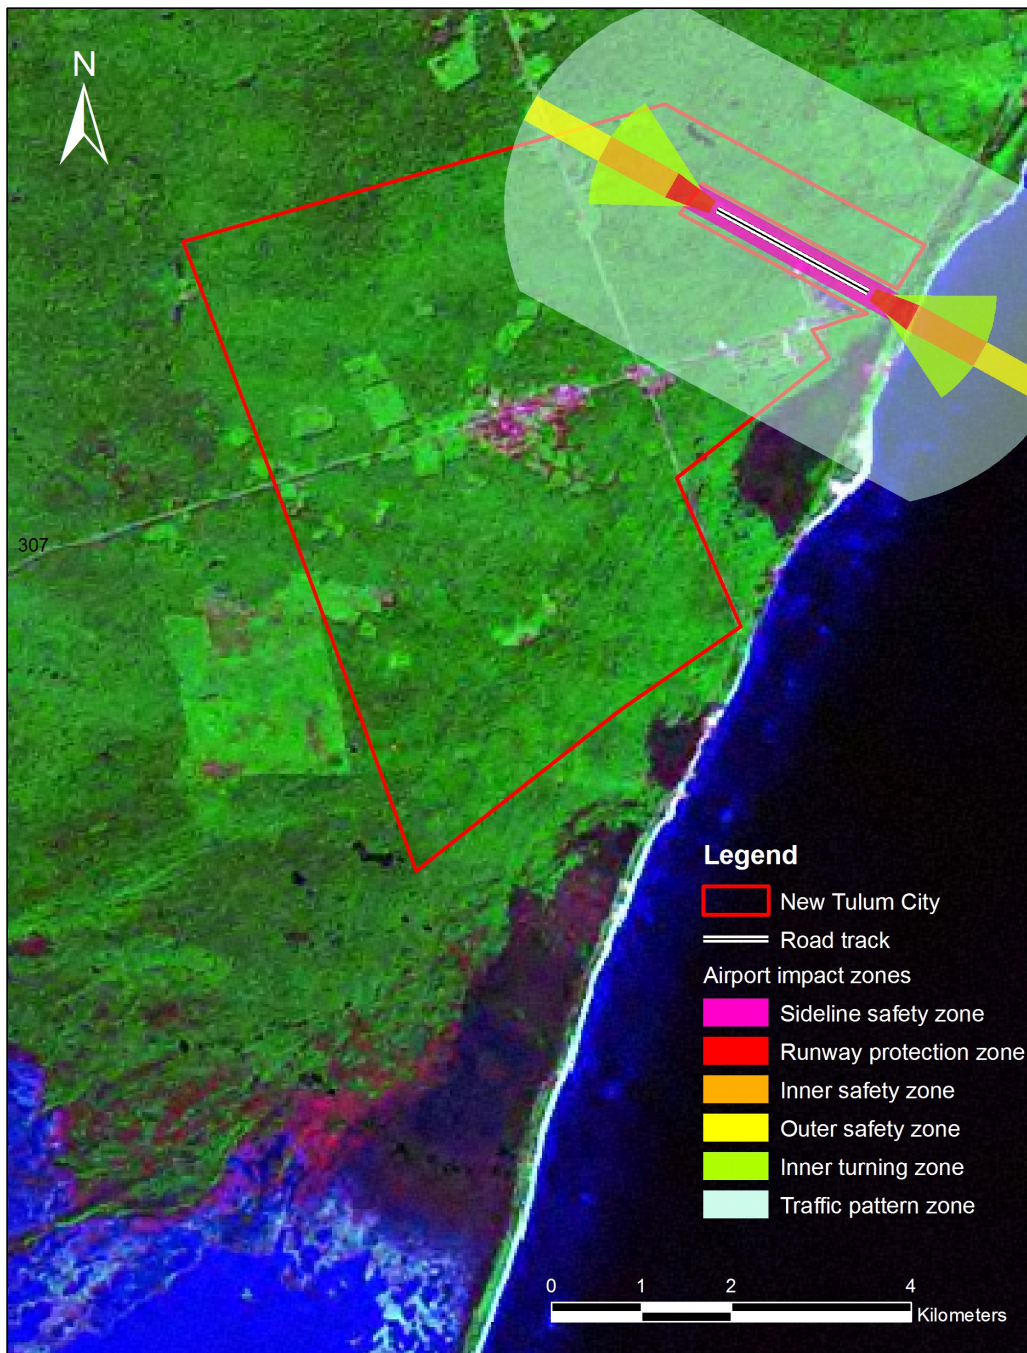 N
307
Legend
New Tulum City
Road track
Airport impact zones
Sideline safety zone
Runway protection zone
Inner safety zone
Outer safety zone
Inner turning zone
Traffic pattern zone
0 1 2 4
Kilometers